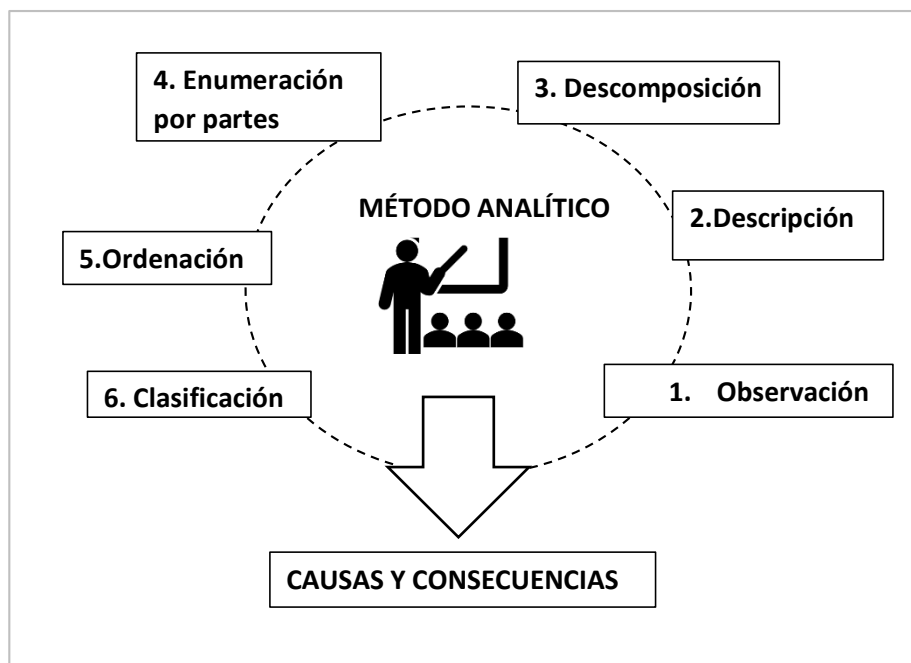 4. Enumeración
por partes
3. Descomposición
MÉTODO ANALÍTICO
2.Descripción
5.Ordenación
6. Clasificación
1. Observación
CAUSAS Y CONSECUENCIAS